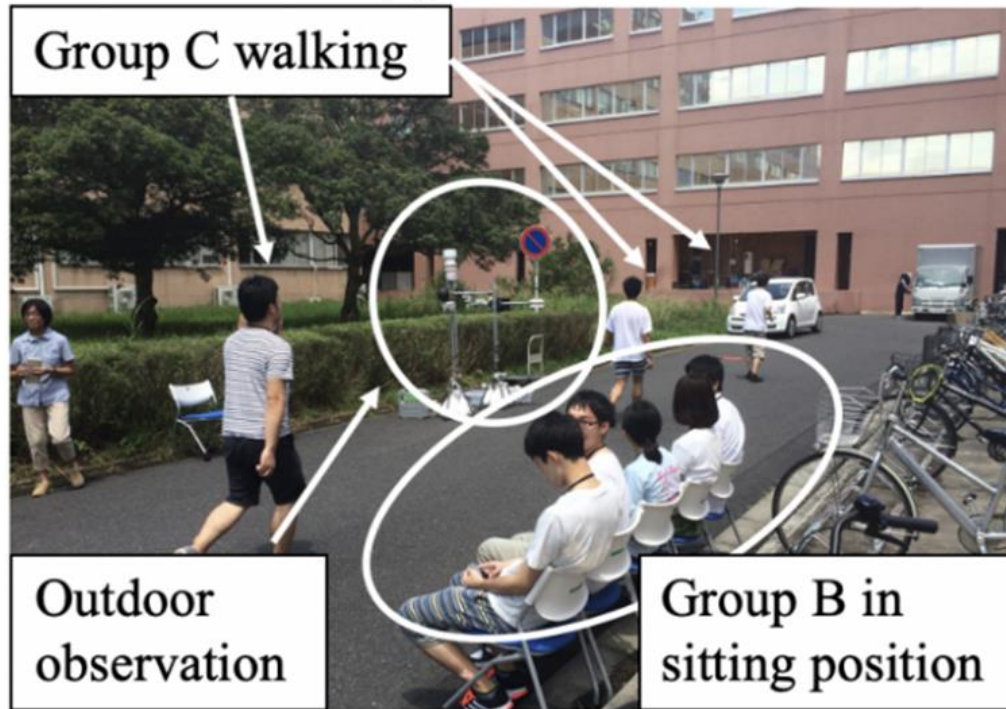 Group C walking
Outdoor
observation
Group B in
sitting position